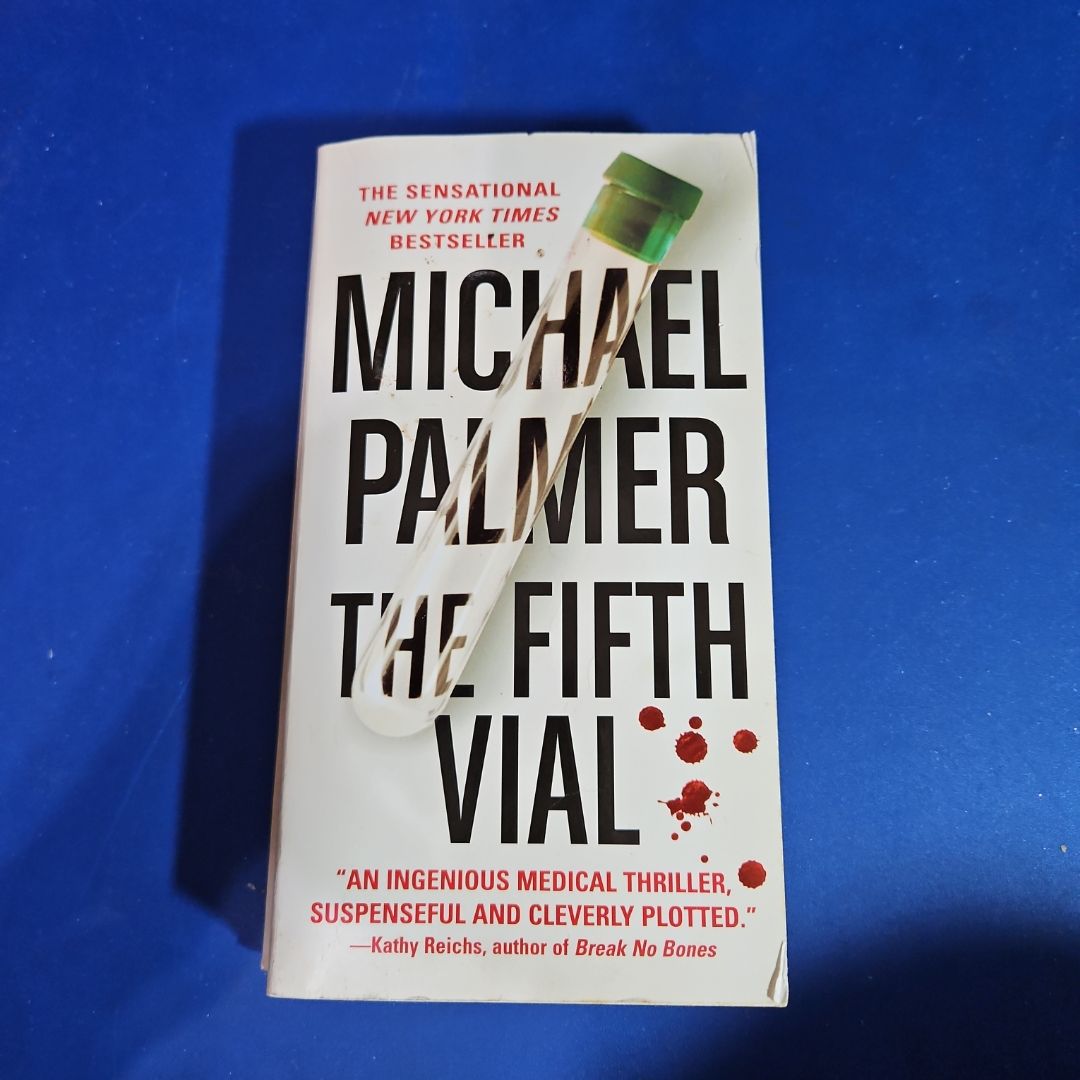 THE SENSATIONAL
NEW YORK TIMES
BESTSELLER
MICHAEL
PALMER
THE FIFTH
VIAL
“AN INGENIOUS MEDICAL THRILLER,
SUSPENSEFUL AND CLEVERLY PLOTTED.”
—Kathy Reichs, author of Break No Bones